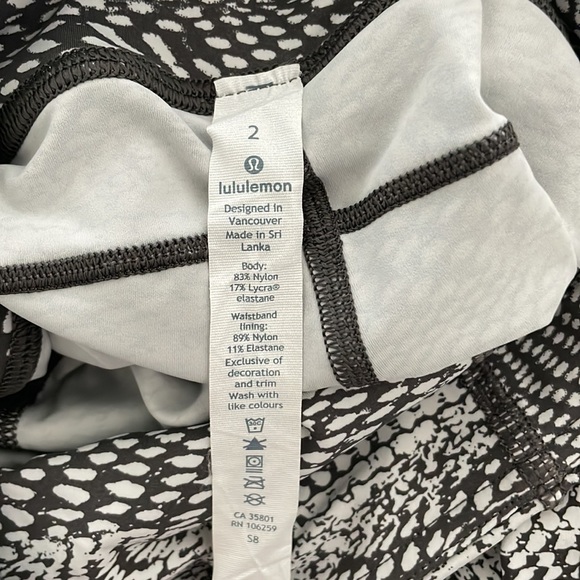 2
lululemon
Designed in
Vancouver
Made in Sri
Lanka
Body:
83% Nylon
17% Lycra®
elastane
Waistband
lining:
89% Nylon
11% Elastane
Exclusive of
decoration
and trim
Wash with
like colours
CA 35801
RN 106259
S8